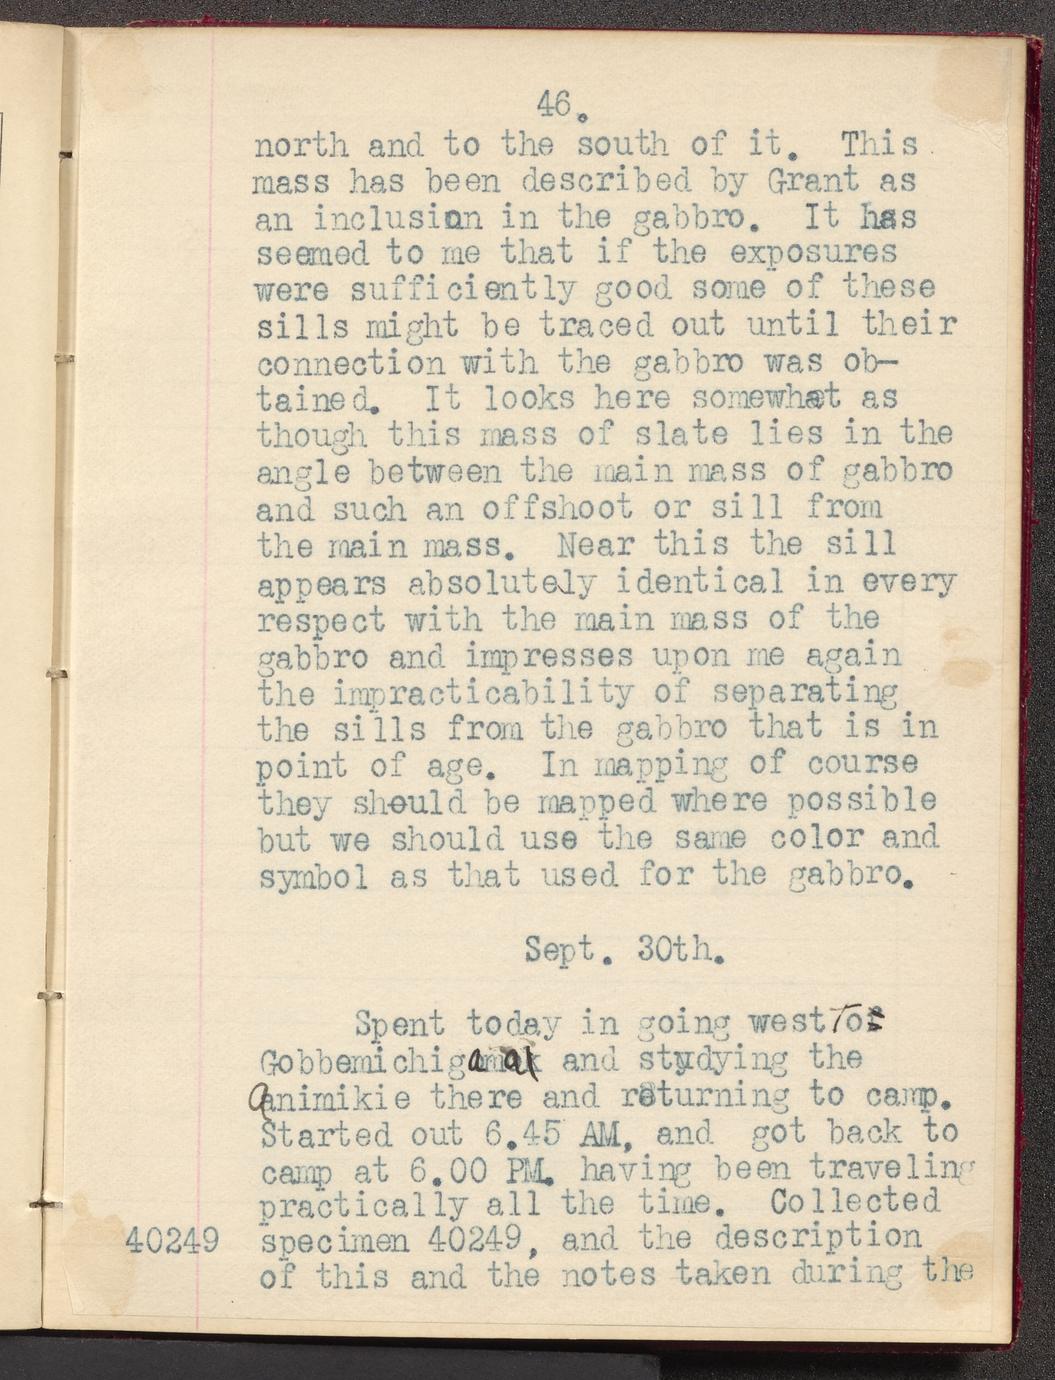 46.
north and to the south of it. This
mass has been described by Grant as
an inclusion in the gabbro. It has
seemed to me that if the exposures
were sufficiently good some of these
sills might be traced out until their
connection with the gabbro was ob-
tained. It looks here somewhat as
though this mass of slate lies in the
angle between the main mass of gabbro
and such an offshoot or sill from
the main mass. Near this the sill
appears absolutely identical in every
respect with the main mass of the
gabbro and impresses upon me again
the impracticability of separating
the sills from the gabbro that is in
point of age. In mapping of course
they should be mapped where possible
but we should use the same color and
symbol as that used for the gabbro.
Sept. 30th.
Spent today in going west to
and studying the
animikie there and returning to camp.
Started out 6.45 AM, and got back to
camp at 6.00 PM. having been traveling
practically all the time. Collected
40249 specimen 40249, and the description
of this and the notes taken during the